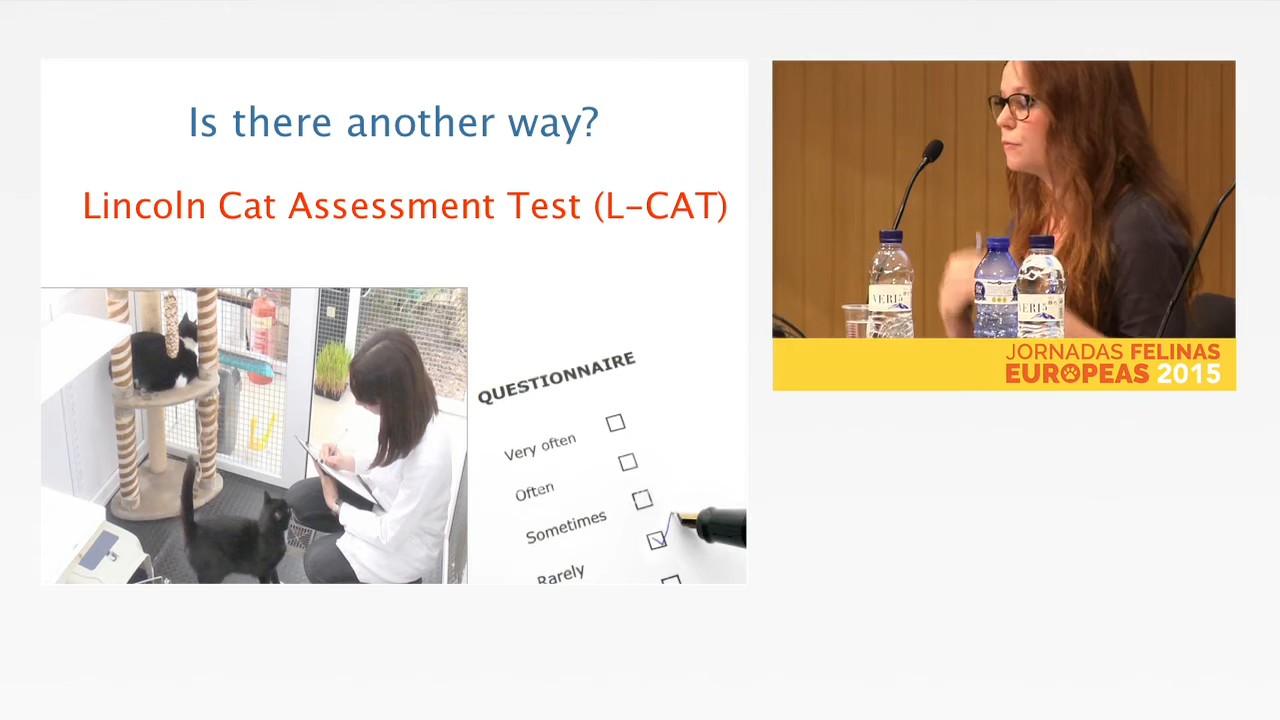 Is there another way?
Lincoln Cat Assessment Test (L-CAT)
QUESTIONNAIRE
Very often
Often
Sometimes
Rarely
JORNADAS FELINAS
EUROPEAS 2015